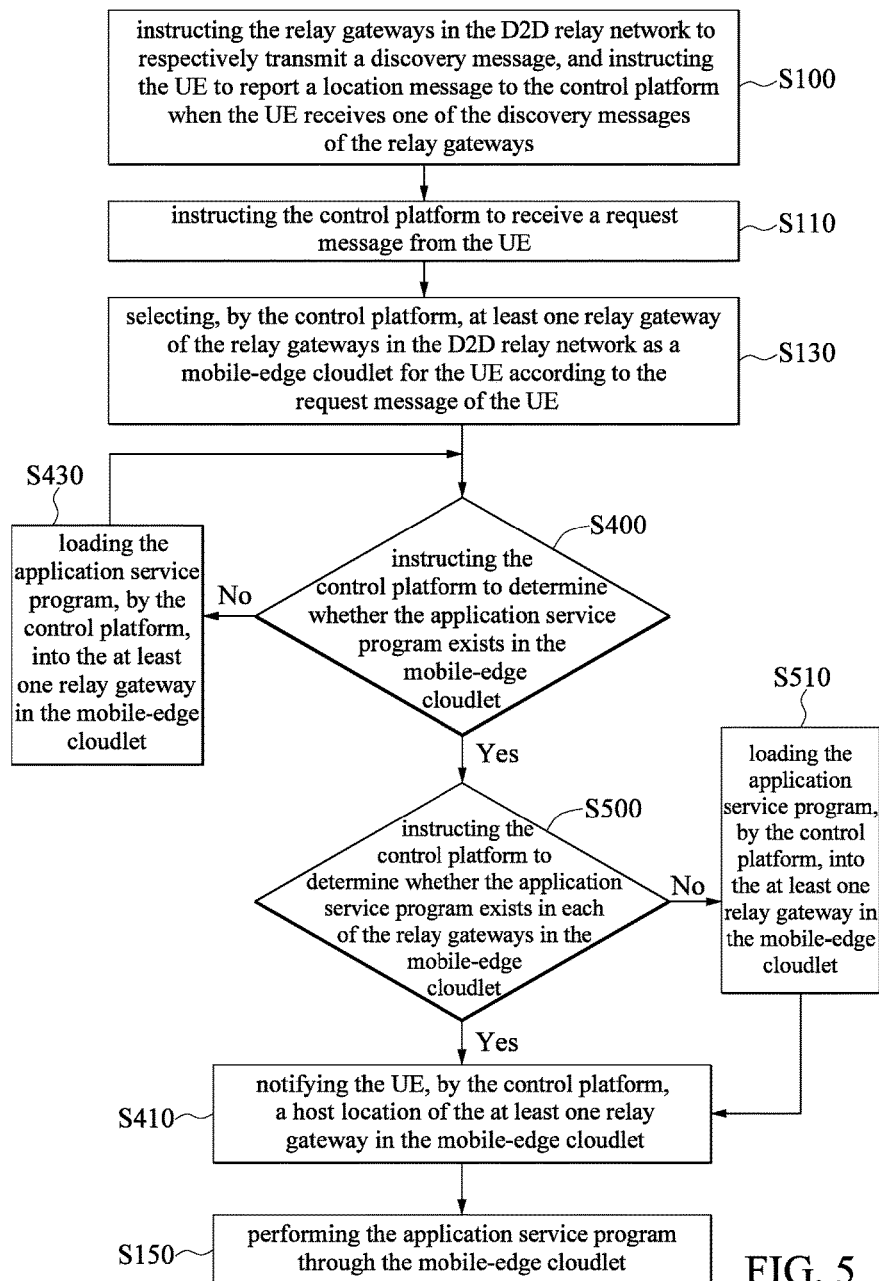 instructing the relay gateways in the D2D relay network to
respectively transmit a discovery message, and instructing
the UE to report a location message to the control platform
when the UE receives one of the discovery messages
of the relay gateways
S100
instructing the control platform to receive a request
message from the UE
S110
selecting, by the control platform, at least one relay gateway
of the relay gateways in the D2D relay network as a
mobile-edge cloudlet for the UE according to the
request message of the UE
S130
S430
loading the
application service
program, by the
control platform,
into the at least
one relay gateway
in the mobile-edge
cloudlet
No
S400
instructing the
control platform to determine
whether the application service
program exists in the
mobile-edge
cloudlet
Yes
S500
instructing the
control platform to
determine whether the application
service program exists in each
of the relay gateways in the
mobile-edge
cloudlet
No
S510
loading the
application
service program,
by the control
platform, into
the at least one
relay gateway in
the mobile-edge
cloudlet
Yes
S410
notifying the UE, by the control platform,
a host location of the at least one relay
gateway in the mobile-edge cloudlet
S150
performing the application service program
through the mobile-edge cloudlet
FIG. 5